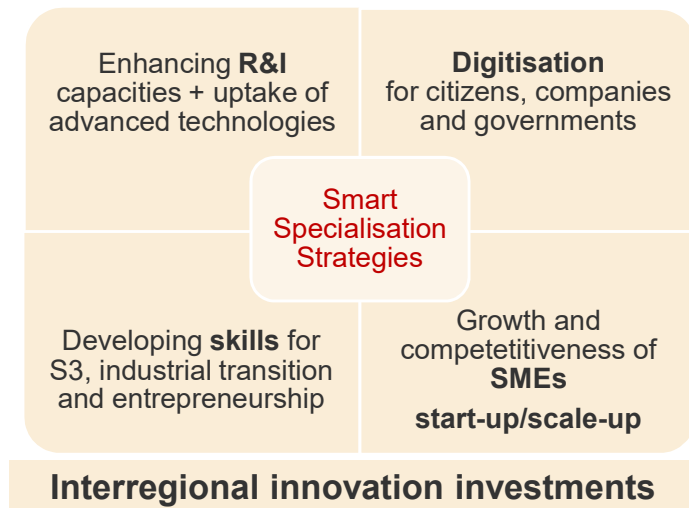 Enhancing R&I
capacities + uptake of
advanced technologies
Digitisation
for citizens, companies
and governments
Smart
Specialisation
Strategies
Developing skills for
S3, industrial transition
and entrepreneurship
Growth and
competetitiveness of
SMEs
start-up/scale-up
Interregional innovation investments